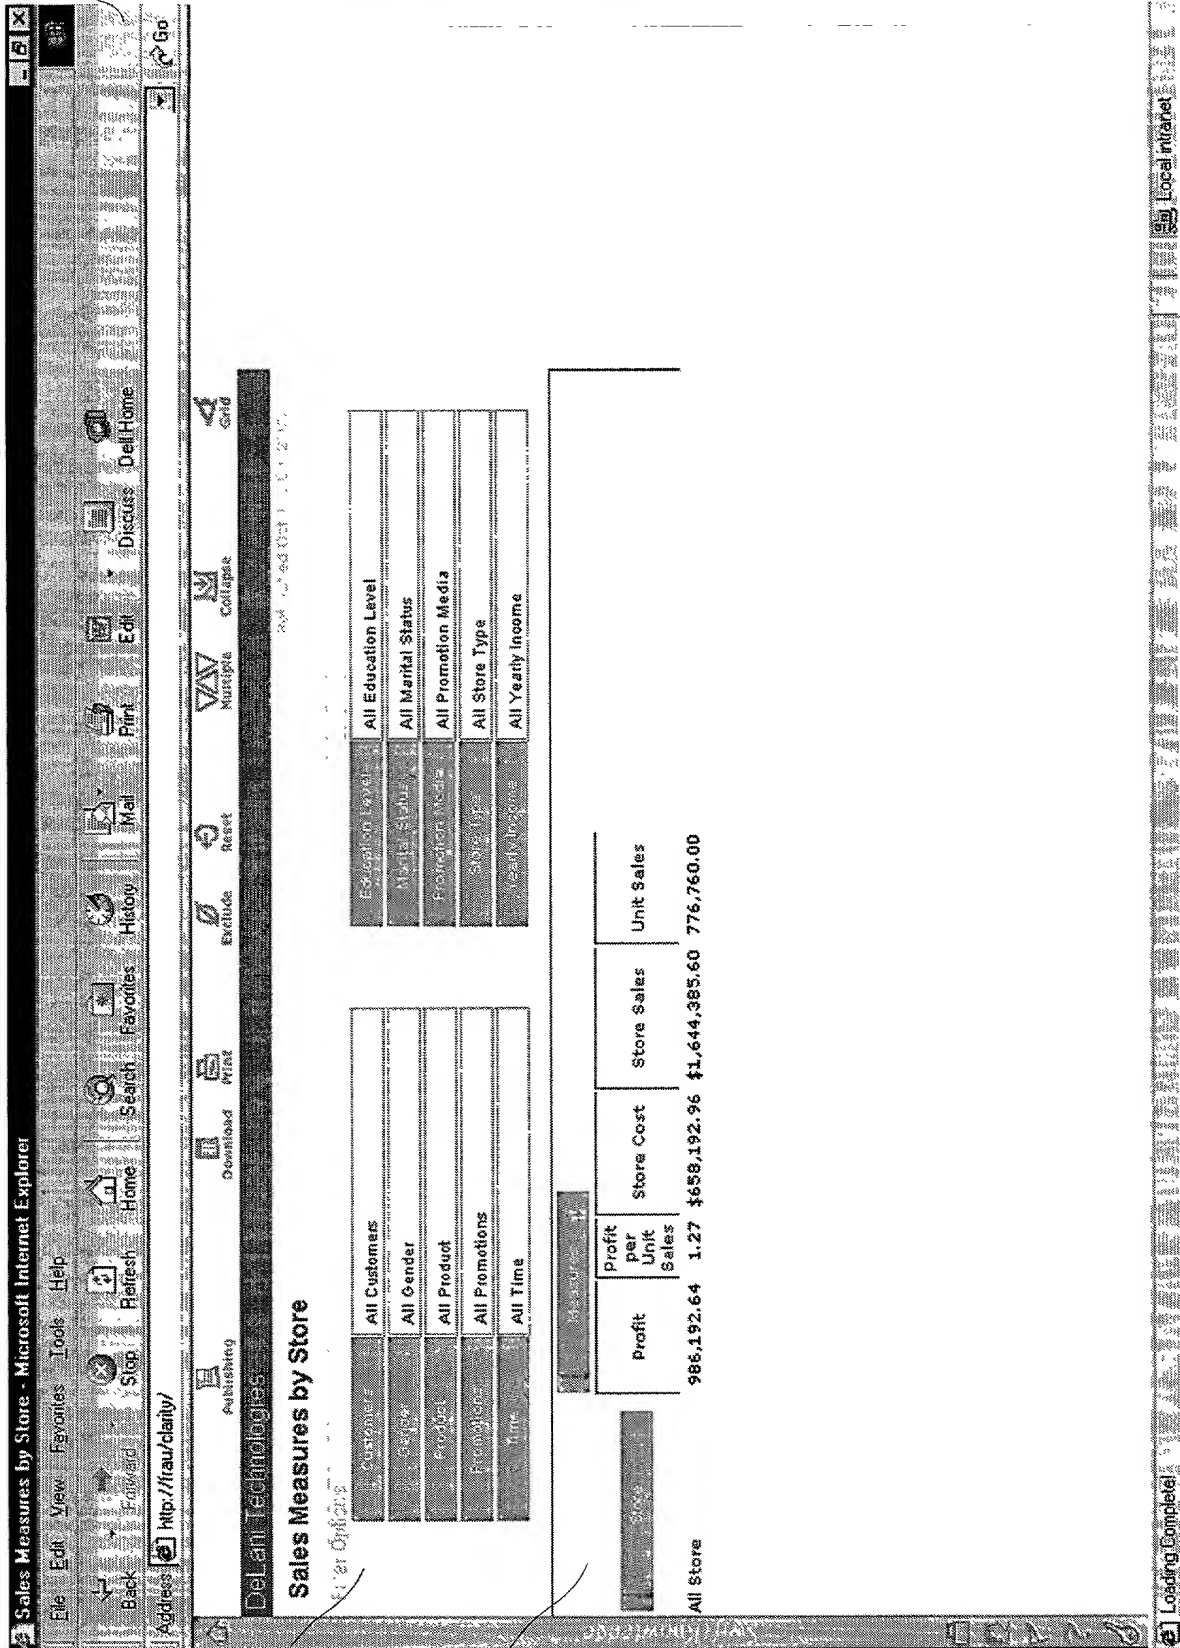 Sales Measures by Store - Microsoft Internet Explorer
File Edit View Favorites Tools Help
Back Forward Stop Refresh Home Search Favorites History Mail Print Edit Discuss Dell Home
Address http://frau/clarity/ Go
Publishing Download Print Exclude Reset Multiple Collapse Grid
DeLani Technologies
Sales Measures by Store
Filter Options
Customers All Customers Education Level All Education Level
Gender All Gender Marital Status All Marital Status
Product All Product Promotion Media All Promotion Media
Promotions All Promotions Store Type All Store Type
Time All Time Yearly Income All Yearly Income
Measures
Store Profit Profit per Unit Sales Store Cost Store Sales Unit Sales
All Store 986,192.64 1.27 $658,192.96 $1,644,385.60 776,760.00
Loading Complete! Local intranet